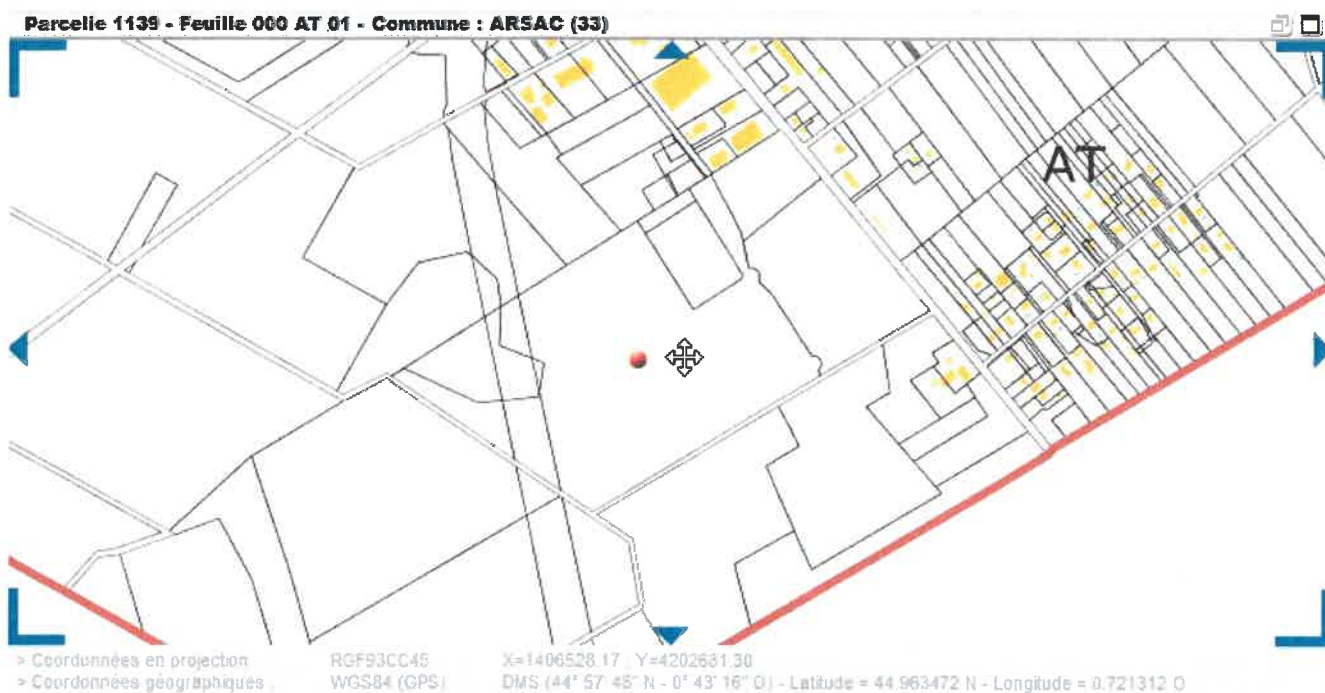 Parcelle 1139 - Feuille 000 AT 01 - Commune : ARSAC (33)
AT
> Coordonnées en projection RGF93CC45 X=1406528.17 , Y=4202631.30
> Coordonnées géographiques : WGS84 (GPS) DMS (44° 57' 48" N - 0° 43' 16" O) - Latitude = 44.963472 N - Longitude = 0.721312 O